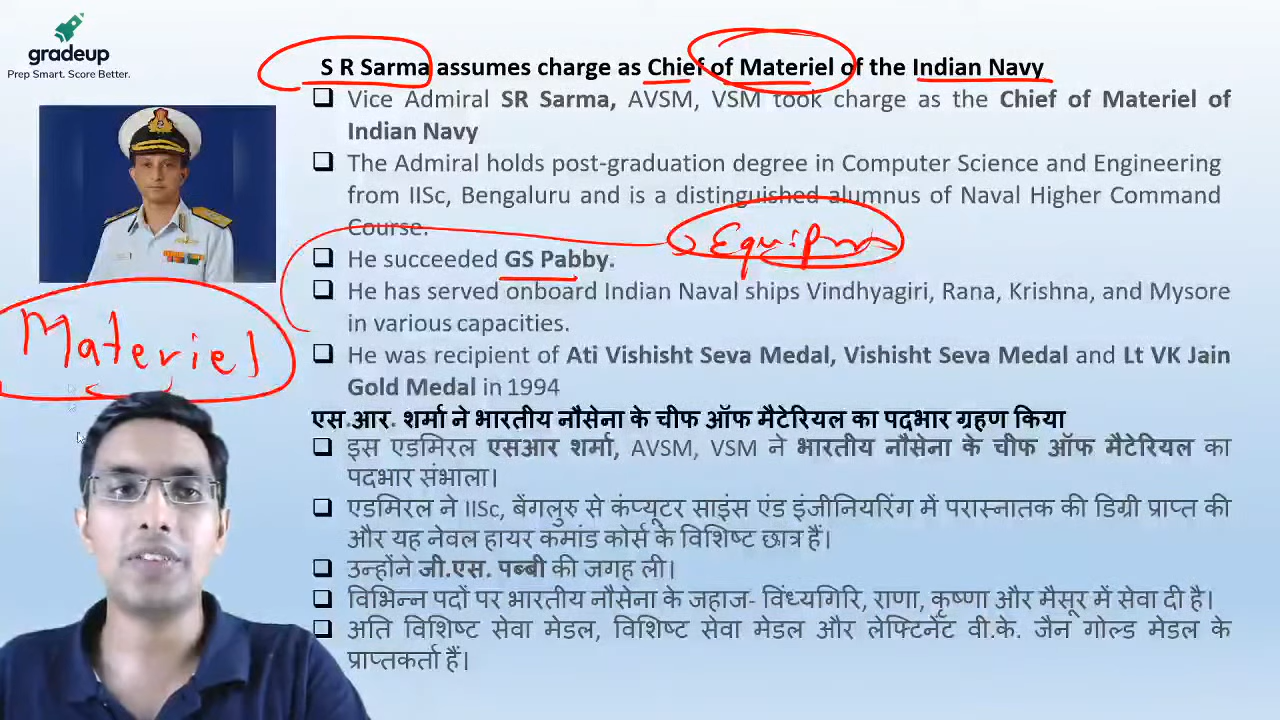 gradeup
Prep Smart. Score Better.
S R Sarma assumes charge as Chief of Materiel of the Indian Navy
❑ Vice Admiral SR Sarma, AVSM, VSM took charge as the Chief of Materiel of
Indian Navy
❑ The Admiral holds post-graduation degree in Computer Science and Engineering
from IISc, Bengaluru and is a distinguished alumnus of Naval Higher Command
Course.
❑ He succeeded GS Pabby.
❑ He has served onboard Indian Naval ships Vindhyagiri, Rana, Krishna, and Mysore
in various capacities.
Materiel
❑ He was recipient of Ati Vishisht Seva Medal, Vishisht Seva Medal and Lt VK Jain
Gold Medal in 1994
एस.आर. शर्मा ने भारतीय नौसेना के चीफ ऑफ मैटेरियल का पदभार ग्रहण किया
❑ इस एडमिरल एसआर शर्मा, AVSM, VSM ने भारतीय नौसेना के चीफ ऑफ मैटेरियल का
पदभार संभाला।
❑ एडमिरल ने IISc, बेंगलुरु से कंप्यूटर साइंस एंड इंजीनियरिंग में परास्नातक की डिग्री प्राप्त की
और यह नेवल हायर कमांड कोर्स के विशिष्ट छात्र हैं।
❑ उन्होंने जी.एस. पब्बी की जगह ली।
❑ विभिन्न पदों पर भारतीय नौसेना के जहाज- विंध्यगिरि, राणा, कृष्णा और मैसूर में सेवा दी है।
❑ अति विशिष्ट सेवा मेडल, विशिष्ट सेवा मेडल और लेफ्टिनेंट वी.के. जैन गोल्ड मेडल के
प्राप्तकर्ता हैं।